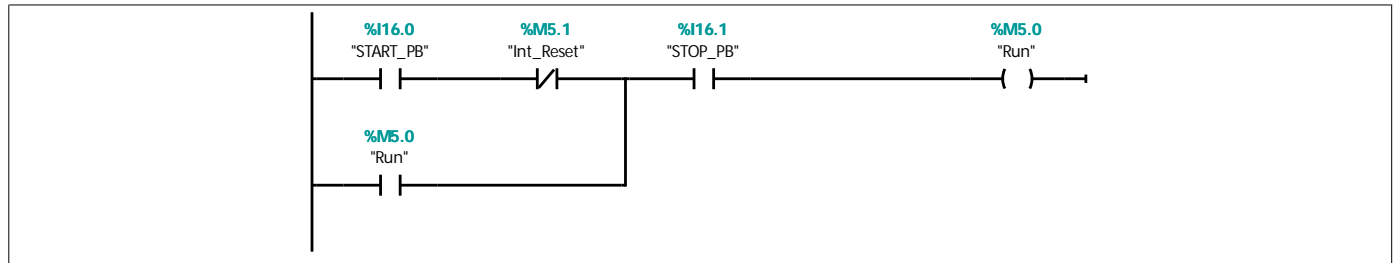 %I16.0 %M5.1 %I16.1 %M5.0
"START_PB" "Int_Reset" "STOP_PB" "Run"
%M5.0
"Run"